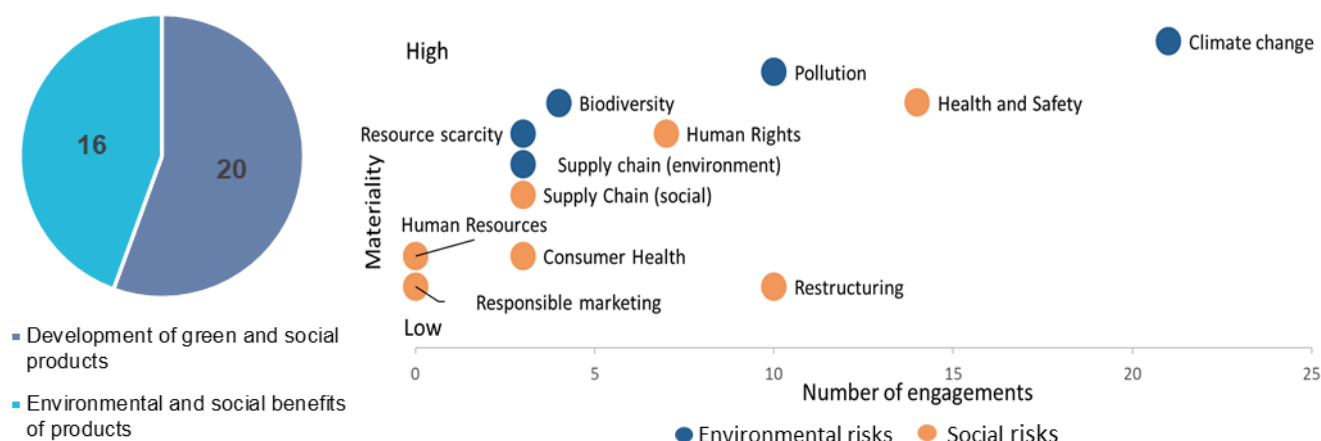 16
20
Development of green and social
products
Environmental and social benefits
of products
High
Climate change
Pollution
Biodiversity
Health and Safety
Resource scarcity
Human Rights
Supply chain (environment)
Supply Chain (social)
Materiality
Human Resources
Consumer Health
Restructuring
Responsible marketing
Low
0 5 10 15 20 25
Number of engagements
Environmental risks Social risks